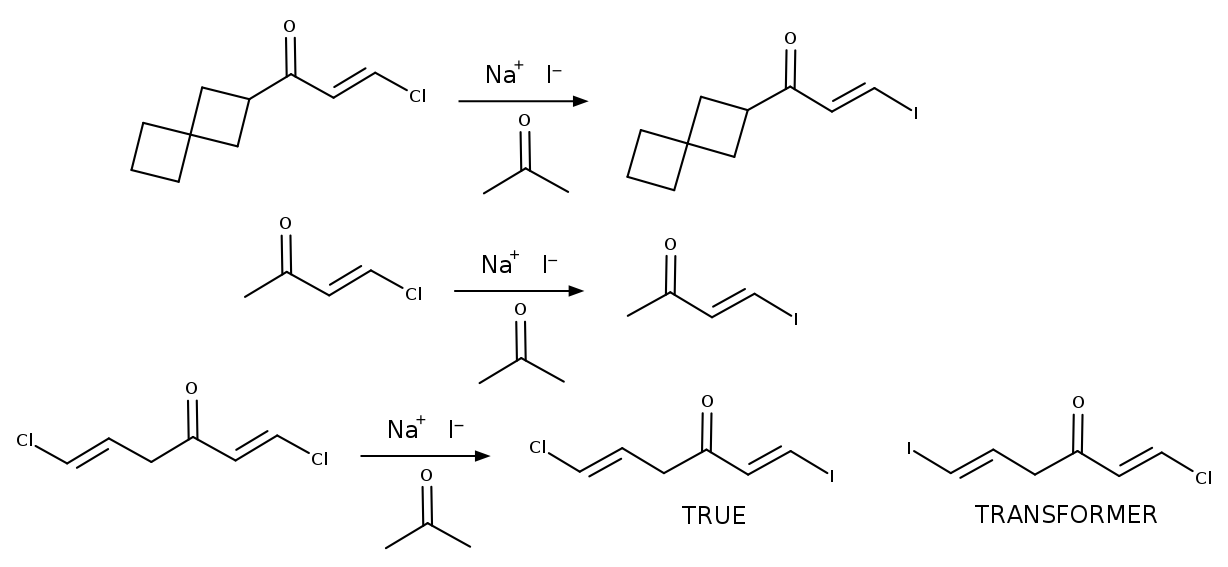 O Cl Na+ I− O O I
O Cl Na+ I− O O I
Cl O Cl Na+ I− O Cl O I I O Cl
TRUE TRANSFORMER